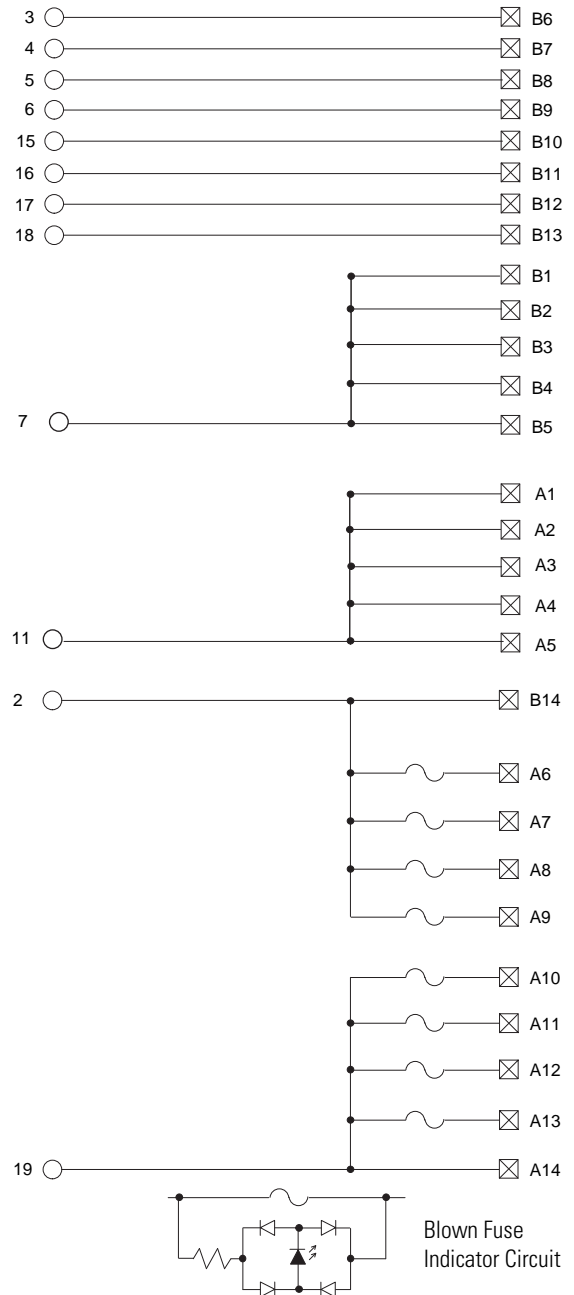 3 B6
4 B7
5 B8
6 B9
15 B10
16 B11
17 B12
18 B13
B1
B2
B3
B4
7 B5
A1
A2
A3
A4
11 A5
2 B14
A6
A7
A8
A9
A10
A11
A12
A13
19 A14
Blown Fuse
Indicator Circuit